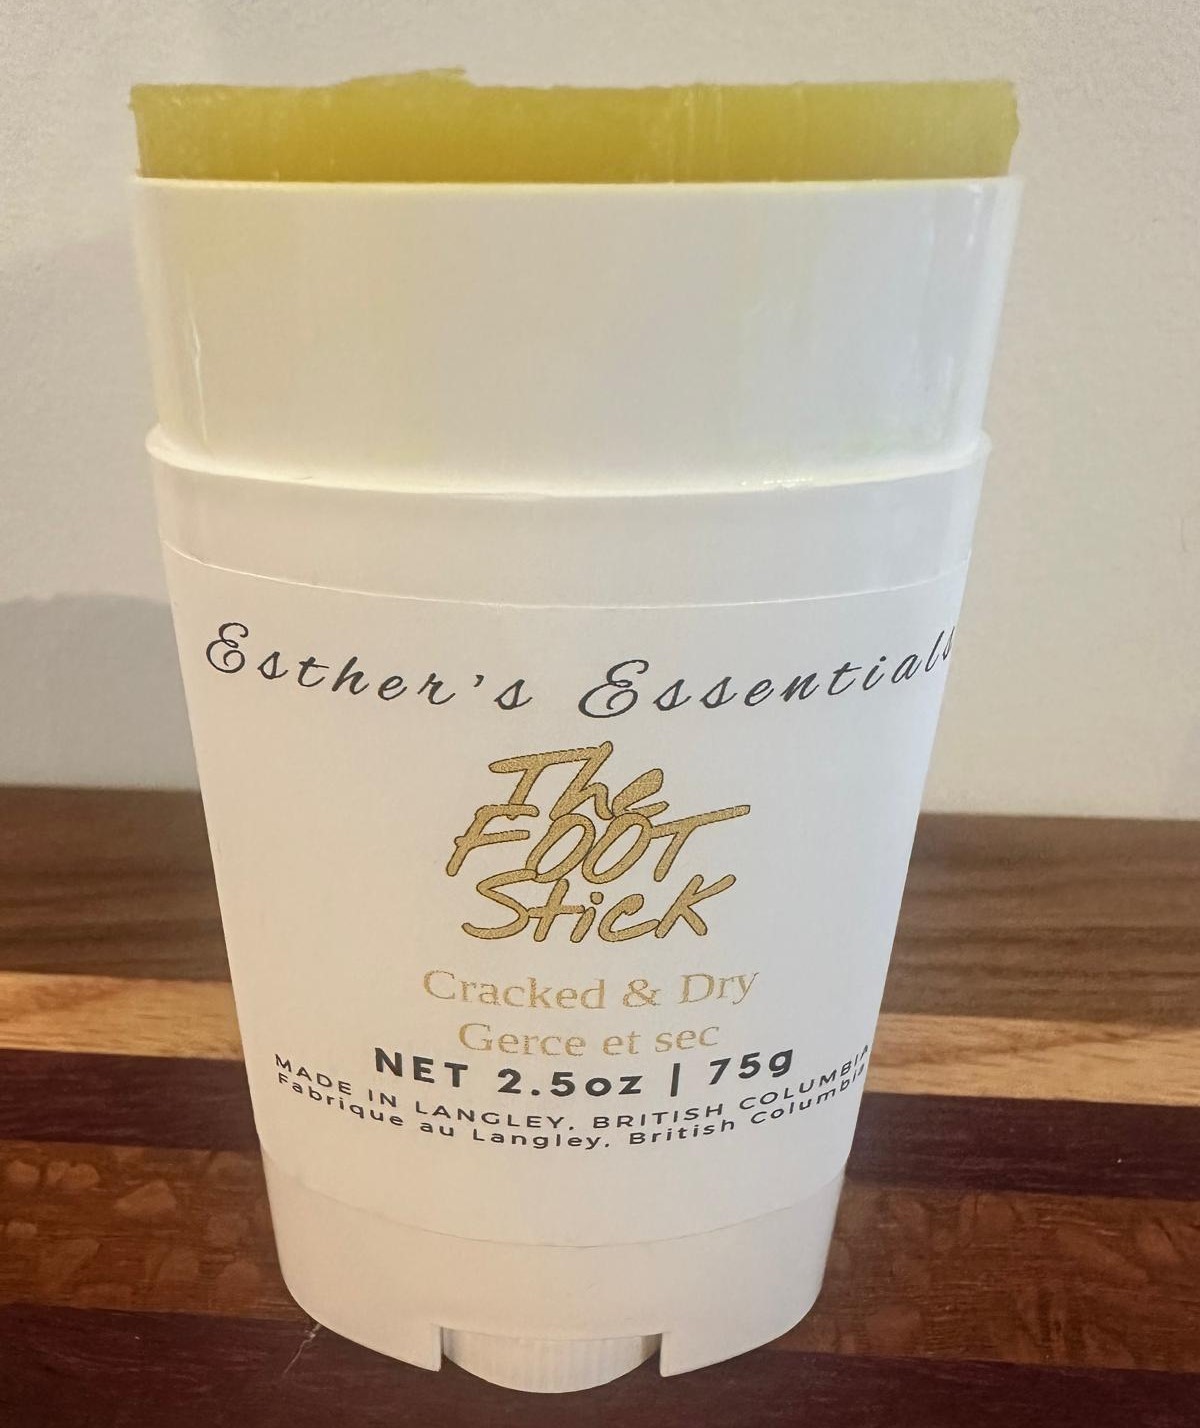 Esther's Essentials
The
FOOT
Stick
Cracked & Dry
Gerce et sec
NET 2.5oz | 75g
MADE IN LANGLEY, BRITISH COLUMBIA
Fabrique au Langley, British Columbia